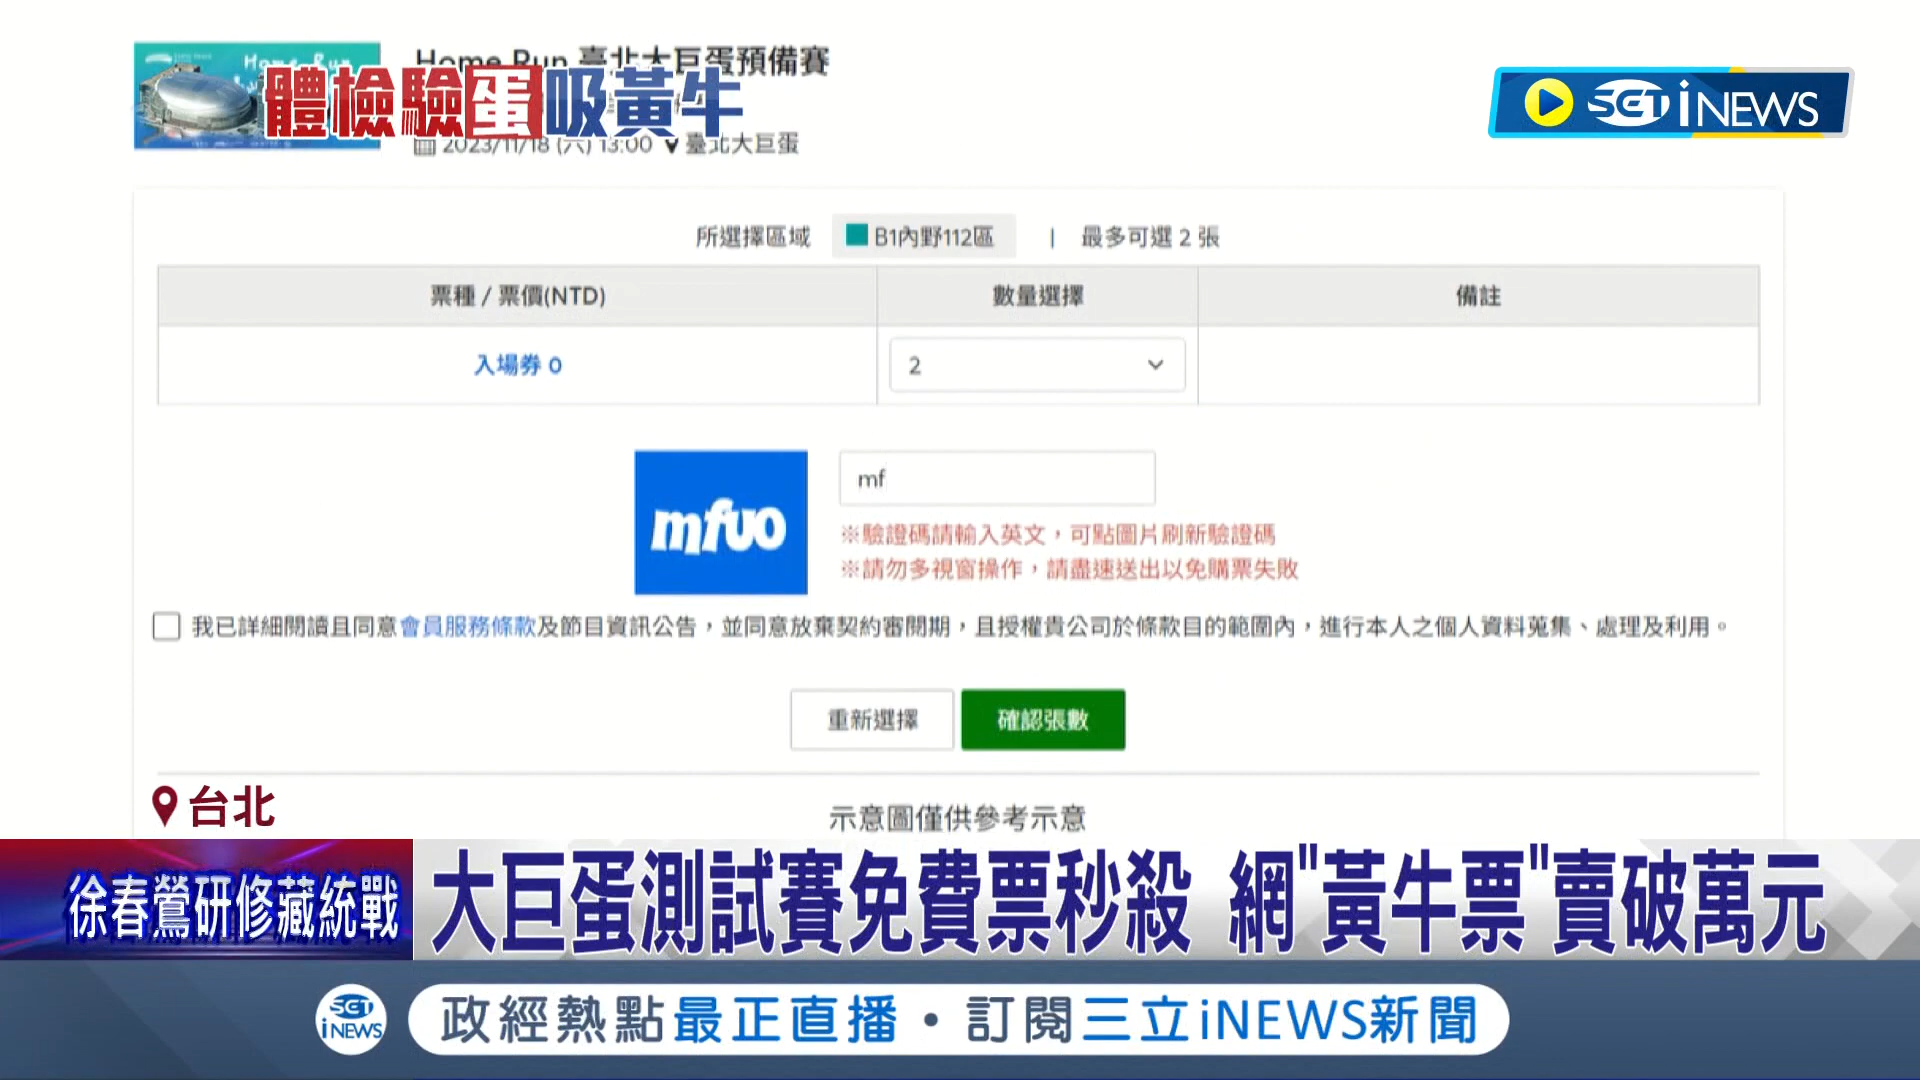 Home Run 臺北大巨蛋預備賽
體檢驗蛋吸黃牛
2023/11/18 (六) 13:00 臺北大巨蛋
SET iNEWS
所選擇區域 B1內野112區 | 最多可選 2 張
票種 / 票價(NTD) 數量選擇 備註
入場券 0 2
mfuo
mf
※驗證碼請輸入英文，可點圖片刷新驗證碼
※請勿多視窗操作，請盡速送出以免購票失敗
我已詳細閱讀且同意會員服務條款及節目資訊公告，並同意放棄契約審閱期，且授權貴公司於條款目的範圍內，進行本人之個人資料蒐集、處理及利用。
重新選擇 確認張數
台北
示意圖僅供參考示意
徐春鶯研修藏統戰
大巨蛋測試賽免費票秒殺 網"黃牛票"賣破萬元
SET iNEWS
政經熱點最正直播・訂閱三立iNEWS新聞